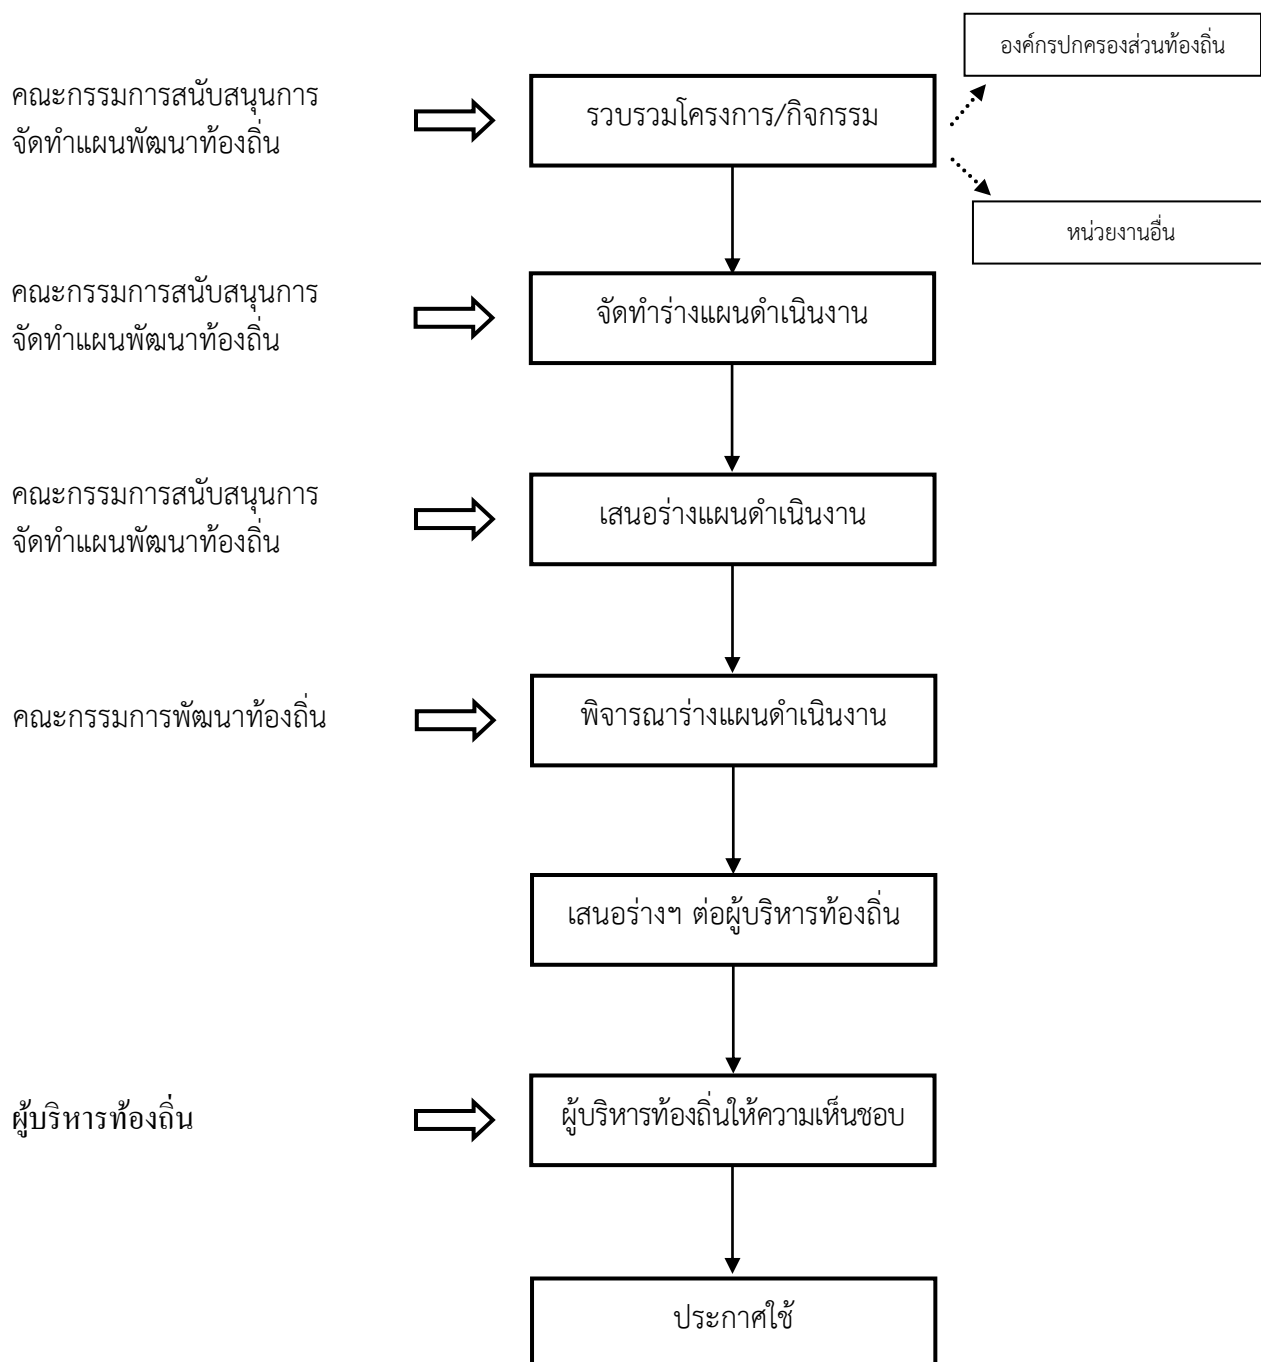 องค์กรปกครองส่วนท้องถิ่น
คณะกรรมการสนับสนุนการ
จัดทำแผนพัฒนาท้องถิ่น
รวบรวมโครงการ/กิจกรรม
หน่วยงานอื่น
คณะกรรมการสนับสนุนการ
จัดทำแผนพัฒนาท้องถิ่น
จัดทำร่างแผนดำเนินงาน
คณะกรรมการสนับสนุนการ
จัดทำแผนพัฒนาท้องถิ่น
เสนอร่างแผนดำเนินงาน
คณะกรรมการพัฒนาท้องถิ่น
พิจารณาร่างแผนดำเนินงาน
เสนอร่างฯ ต่อผู้บริหารท้องถิ่น
ผู้บริหารท้องถิ่น
ผู้บริหารท้องถิ่นให้ความเห็นชอบ
ประกาศใช้